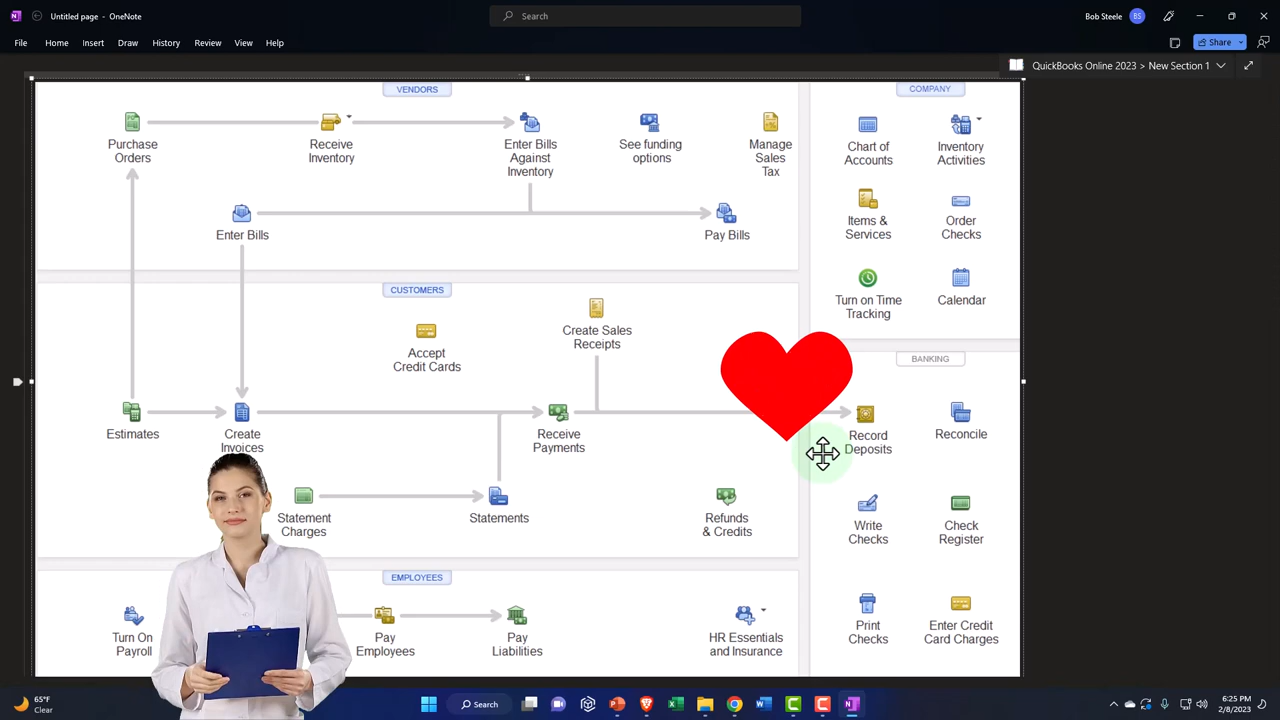 Untitled page - OneNote
Search
Bob Steele
BS
File Home Insert Draw History Review View Help
Share
QuickBooks Online 2023 > New Section 1
VENDORS
Purchase
Orders
Receive
Inventory
Enter Bills
Against
Inventory
See funding
options
Manage
Sales
Tax
Enter Bills
Pay Bills
COMPANY
Chart of
Accounts
Inventory
Activities
Items &
Services
Order
Checks
Turn on Time
Tracking
Calendar
CUSTOMERS
Create Sales
Receipts
Accept
Credit Cards
Estimates
Create
Invoices
Receive
Payments
Statement
Charges
Statements
Refunds
& Credits
BANKING
Record
Deposits
Reconcile
Write
Checks
Check
Register
Print
Checks
Enter Credit
Card Charges
EMPLOYEES
Turn On
Payroll
Pay
Employees
Pay
Liabilities
HR Essentials
and Insurance
65°F
Clear
Search
6:25 PM
2/8/2023